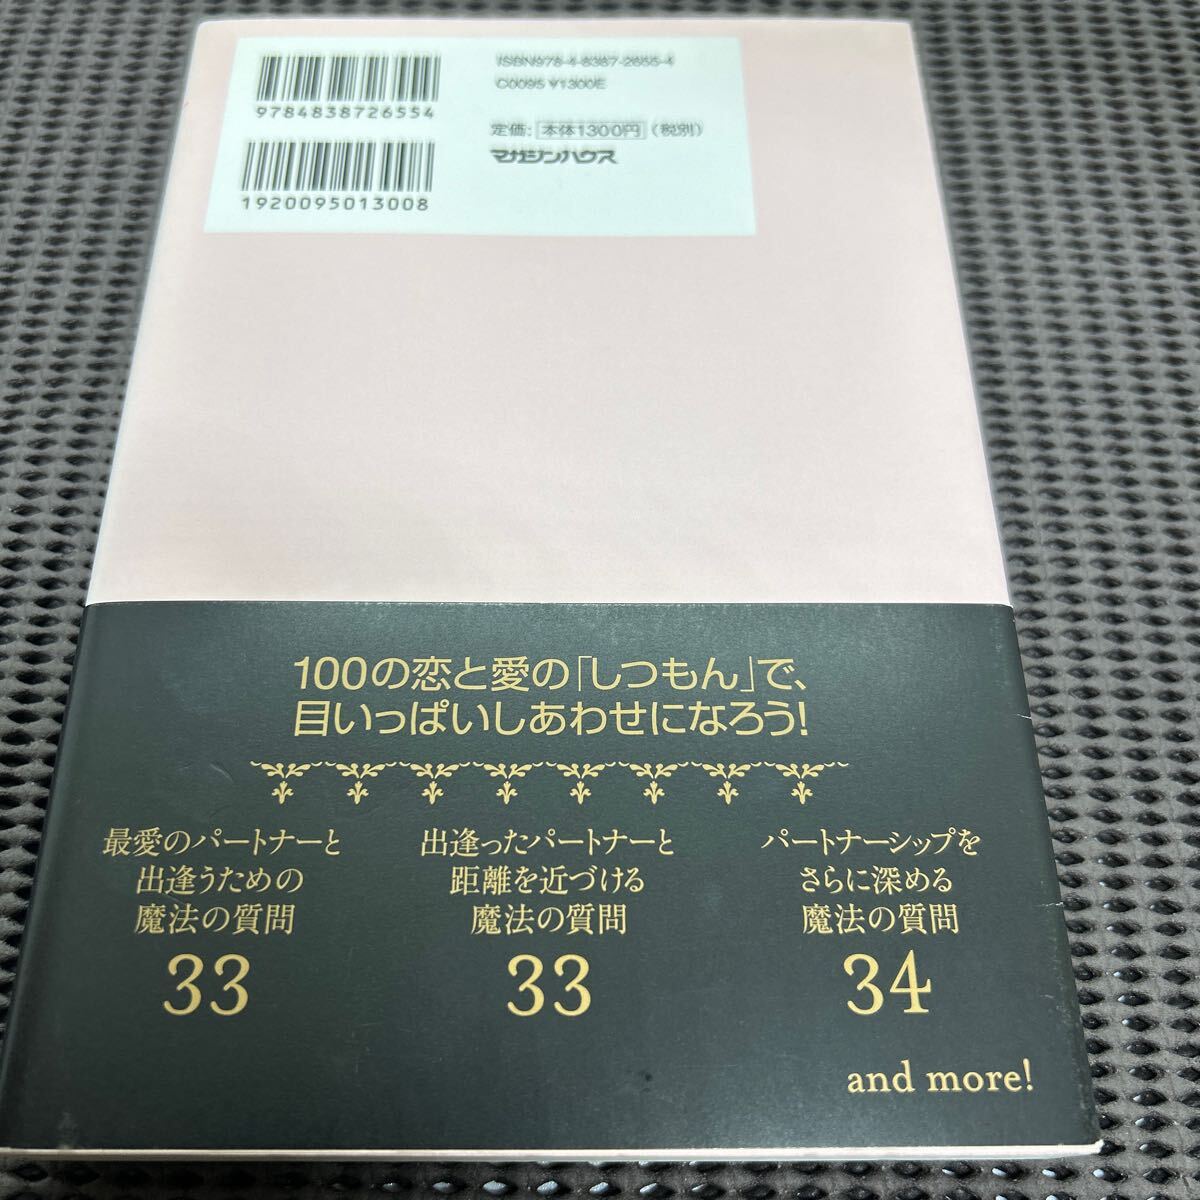 ISBN978-4-8387-2655-4
C0095 ¥1300E
9784838726554
定価: 本体1300円 (税別)
マガジンハウス
1920095013008
100の恋と愛の「しつもん」で、
目いっぱいしあわせになろう!
最愛のパートナーと
出逢うための
魔法の質問
33
出逢ったパートナーと
距離を近づける
魔法の質問
33
パートナーシップを
さらに深める
魔法の質問
34
and more!